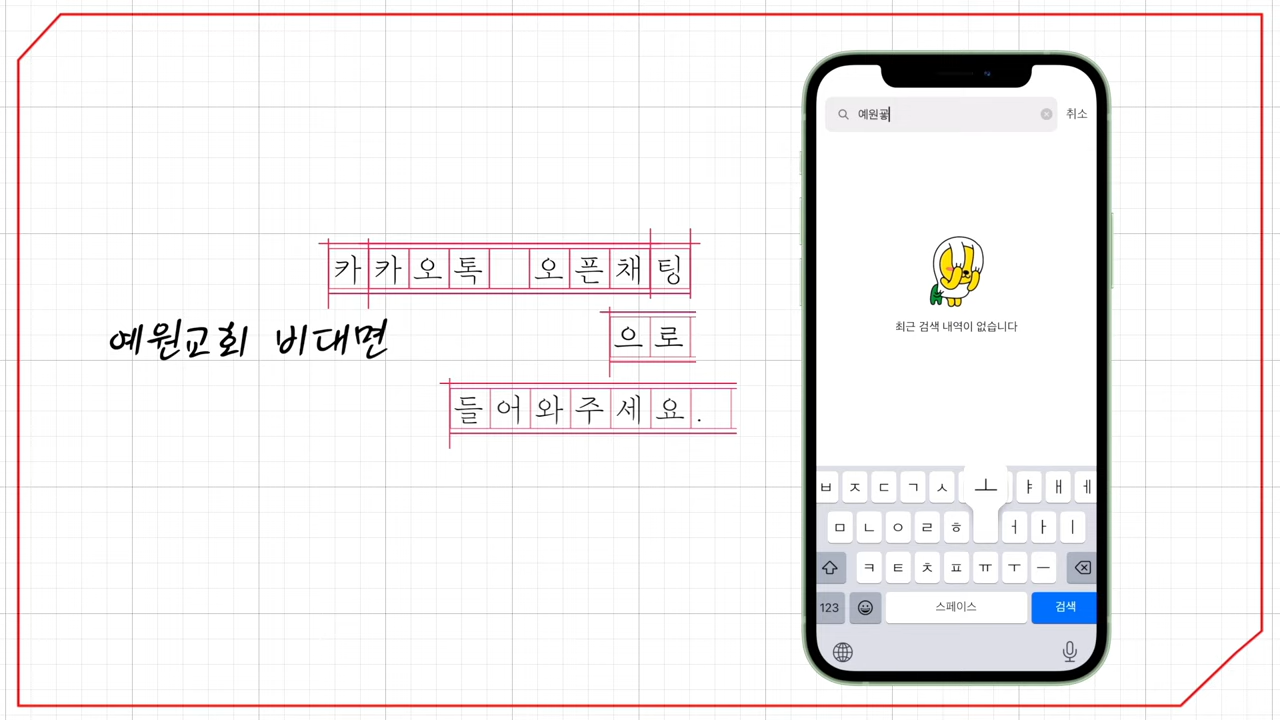 카카오톡 오픈채팅
예원교회 비대면 으로
들어와주세요.
예원굫 취소
최근 검색 내역이 없습니다
ㅂ ㅈ ㄷ ㄱ ㅅ ㅗ ㅑ ㅐ ㅔ
ㅁ ㄴ ㅇ ㄹ ㅎ ㅓ ㅏ ㅣ
ㅋ ㅌ ㅊ ㅍ ㅠ ㅜ ㅡ
123 스페이스 검색